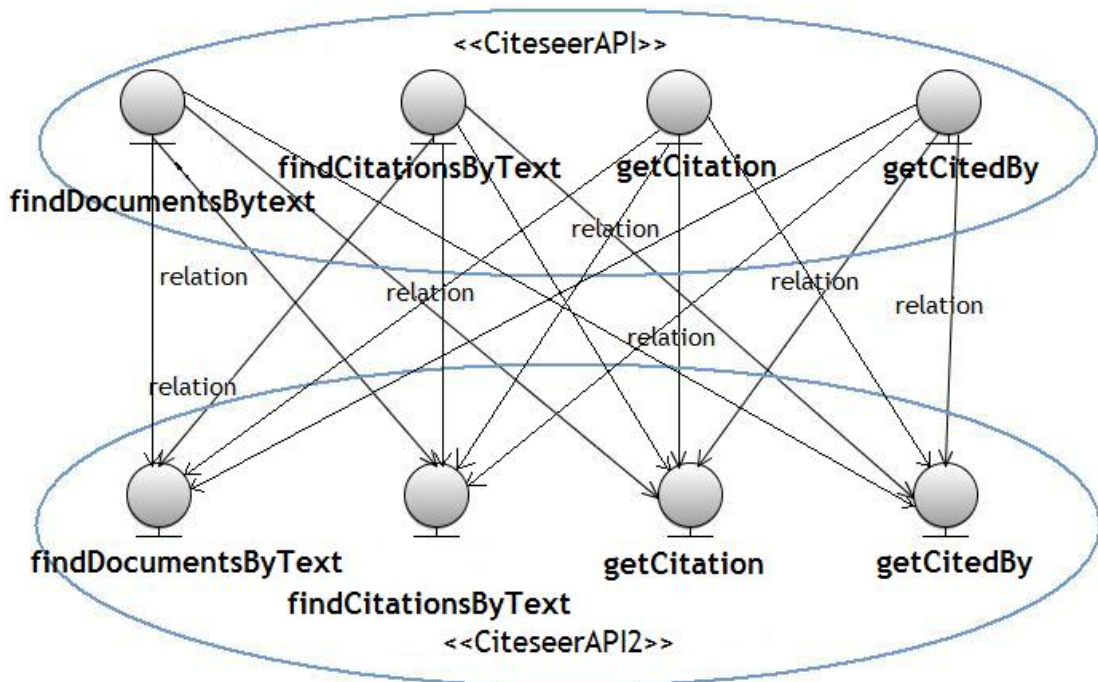 <<CiteseerAPI>>
findDocumentsBytext
findCitationsByText
getCitation
getCitedBy
relation
relation
relation
relation
relation
relation
relation
findDocumentsByText
findCitationsByText
getCitation
getCitedBy
<<CiteseerAPI2>>